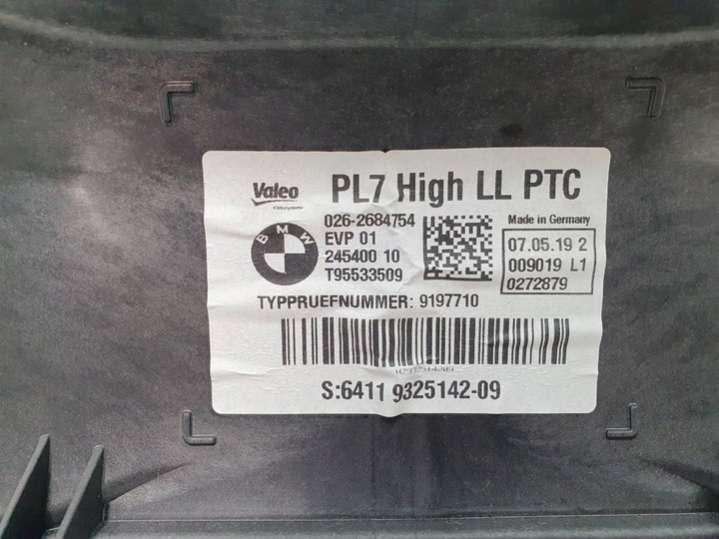 Valeo
PL7 High LL PTC
026-2684754
Made in Germany
BMW
EVP 01
245400 10
T95533509
07.05.19 2
009019 L1
0272879
TYPPRUEFNUMMER: 9197710
S:6411 9325142-09